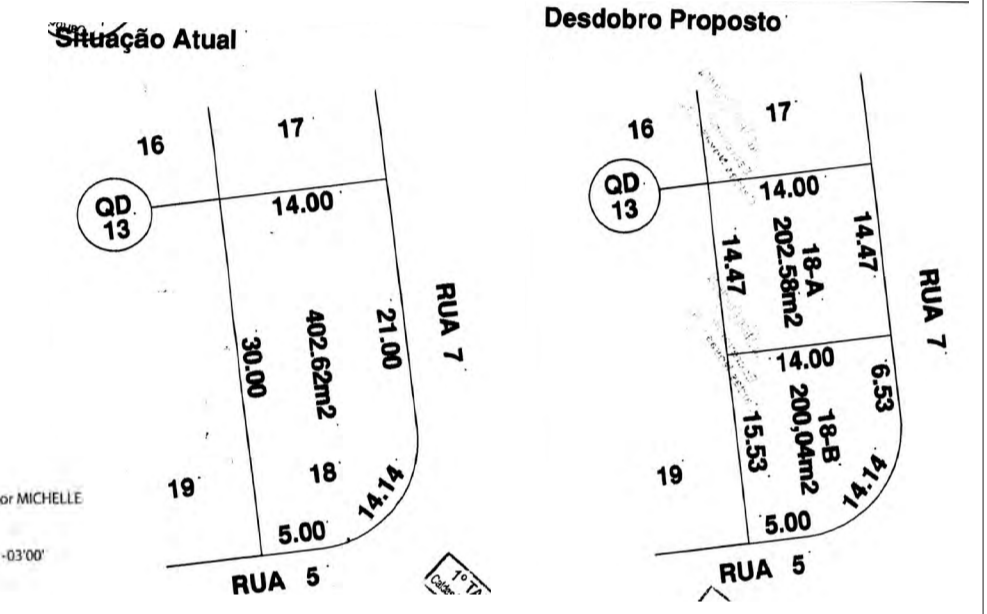 Situação Atual
16
17
QD.
13
14.00
30.00
402.62m2
21.00
RUA 7
18
19
14.14
5.00
RUA 5
or MICHELLE
-03'00'
1º TA
Desdobro Proposto
16
17
QD.
13
14.00
14.47
18-A
202.58m2
14.47
RUA 7
14.00
15.53
18-B
200,04m2
6.53
19
14.14
5.00
RUA 5